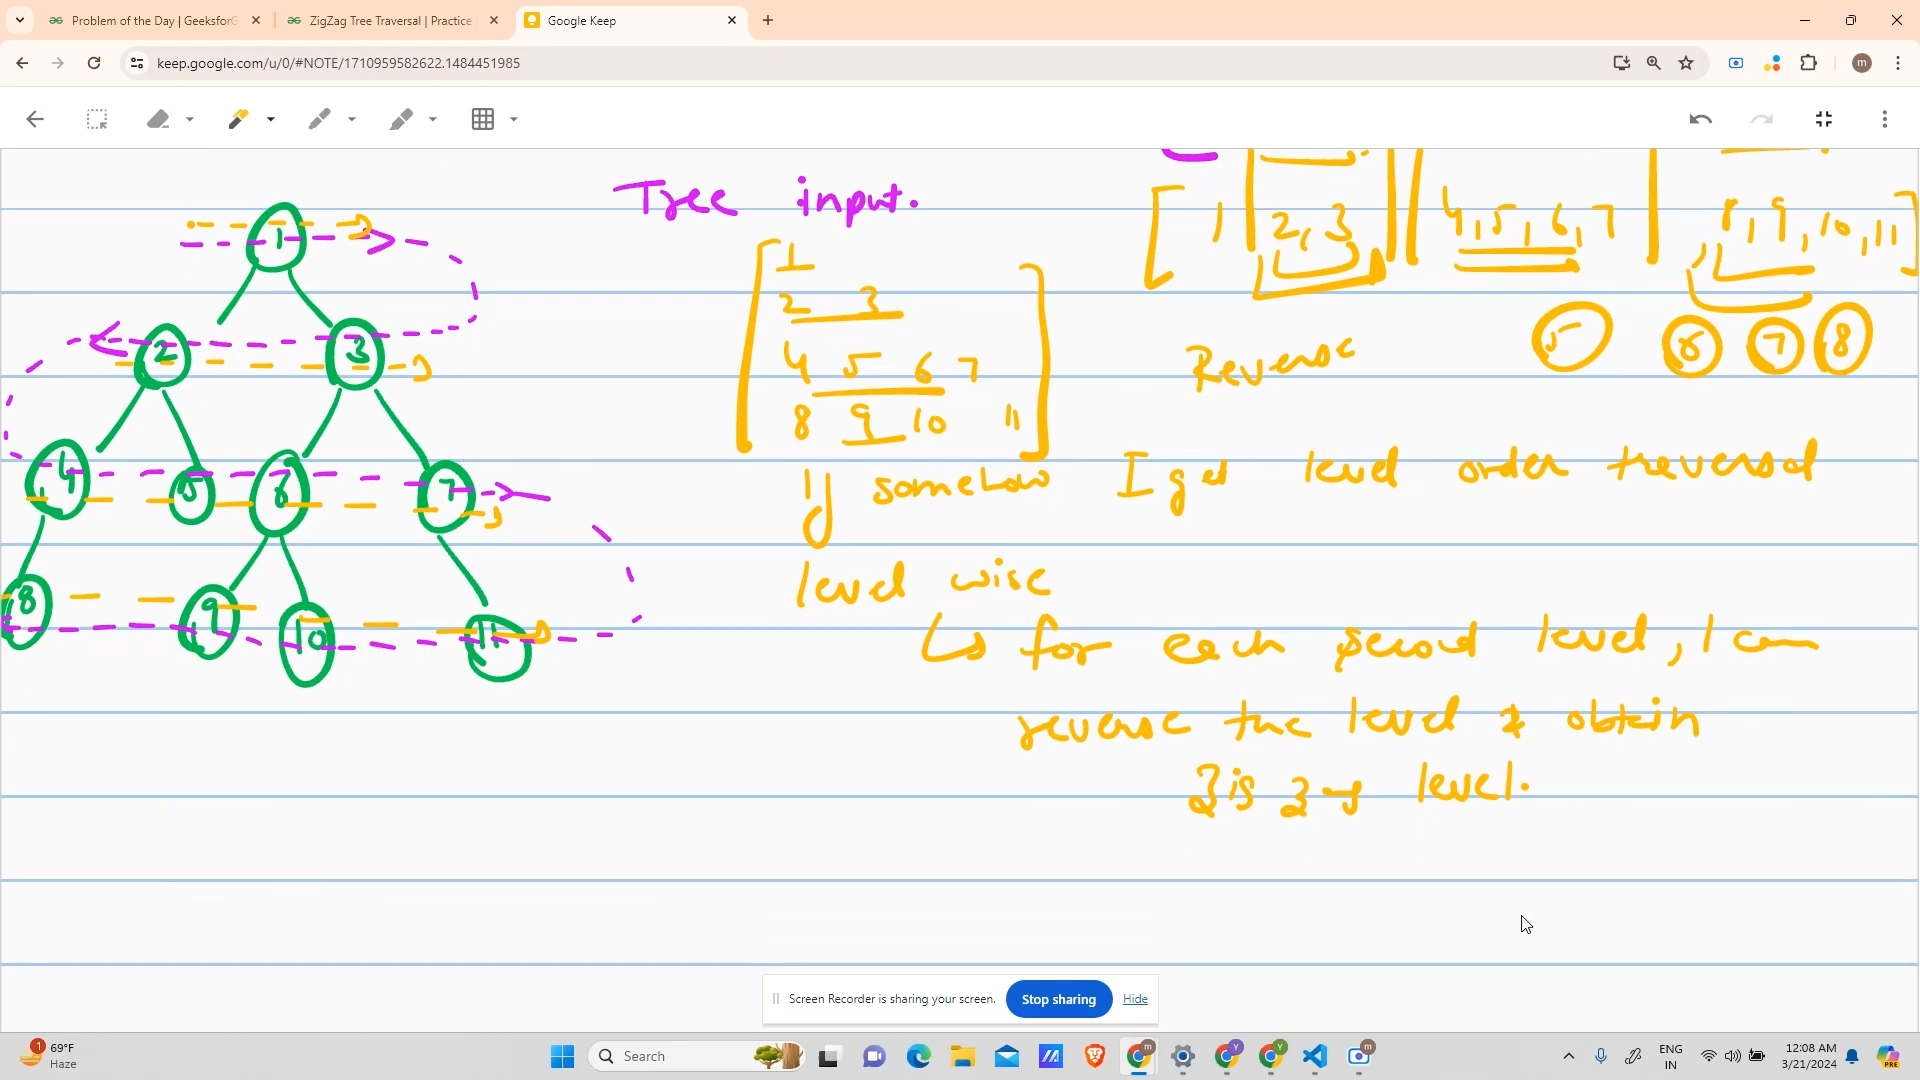 Problem of the Day | GeeksforG
ZigZag Tree Traversal | Practice
Google Keep
keep.google.com/u/0/#NOTE/1710959582622.1484451985
m
Tree input.
1
2 3
4 5 6 7
8 9 10 11
[ 1 2, 3 4, 5, 6, 7 8, 9, 10, 11 ]
Reverse
5 6 7 8
1
2 3
4 5 6 7
8 9 10 11
If somehow I get level order traversal
level wise
for each second level, I can
reverse the level & obtain
level.
Screen Recorder is sharing your screen.
Stop sharing
Hide
1
69°F
Haze
Search
ENG
IN
12:08 AM
3/21/2024
PRE